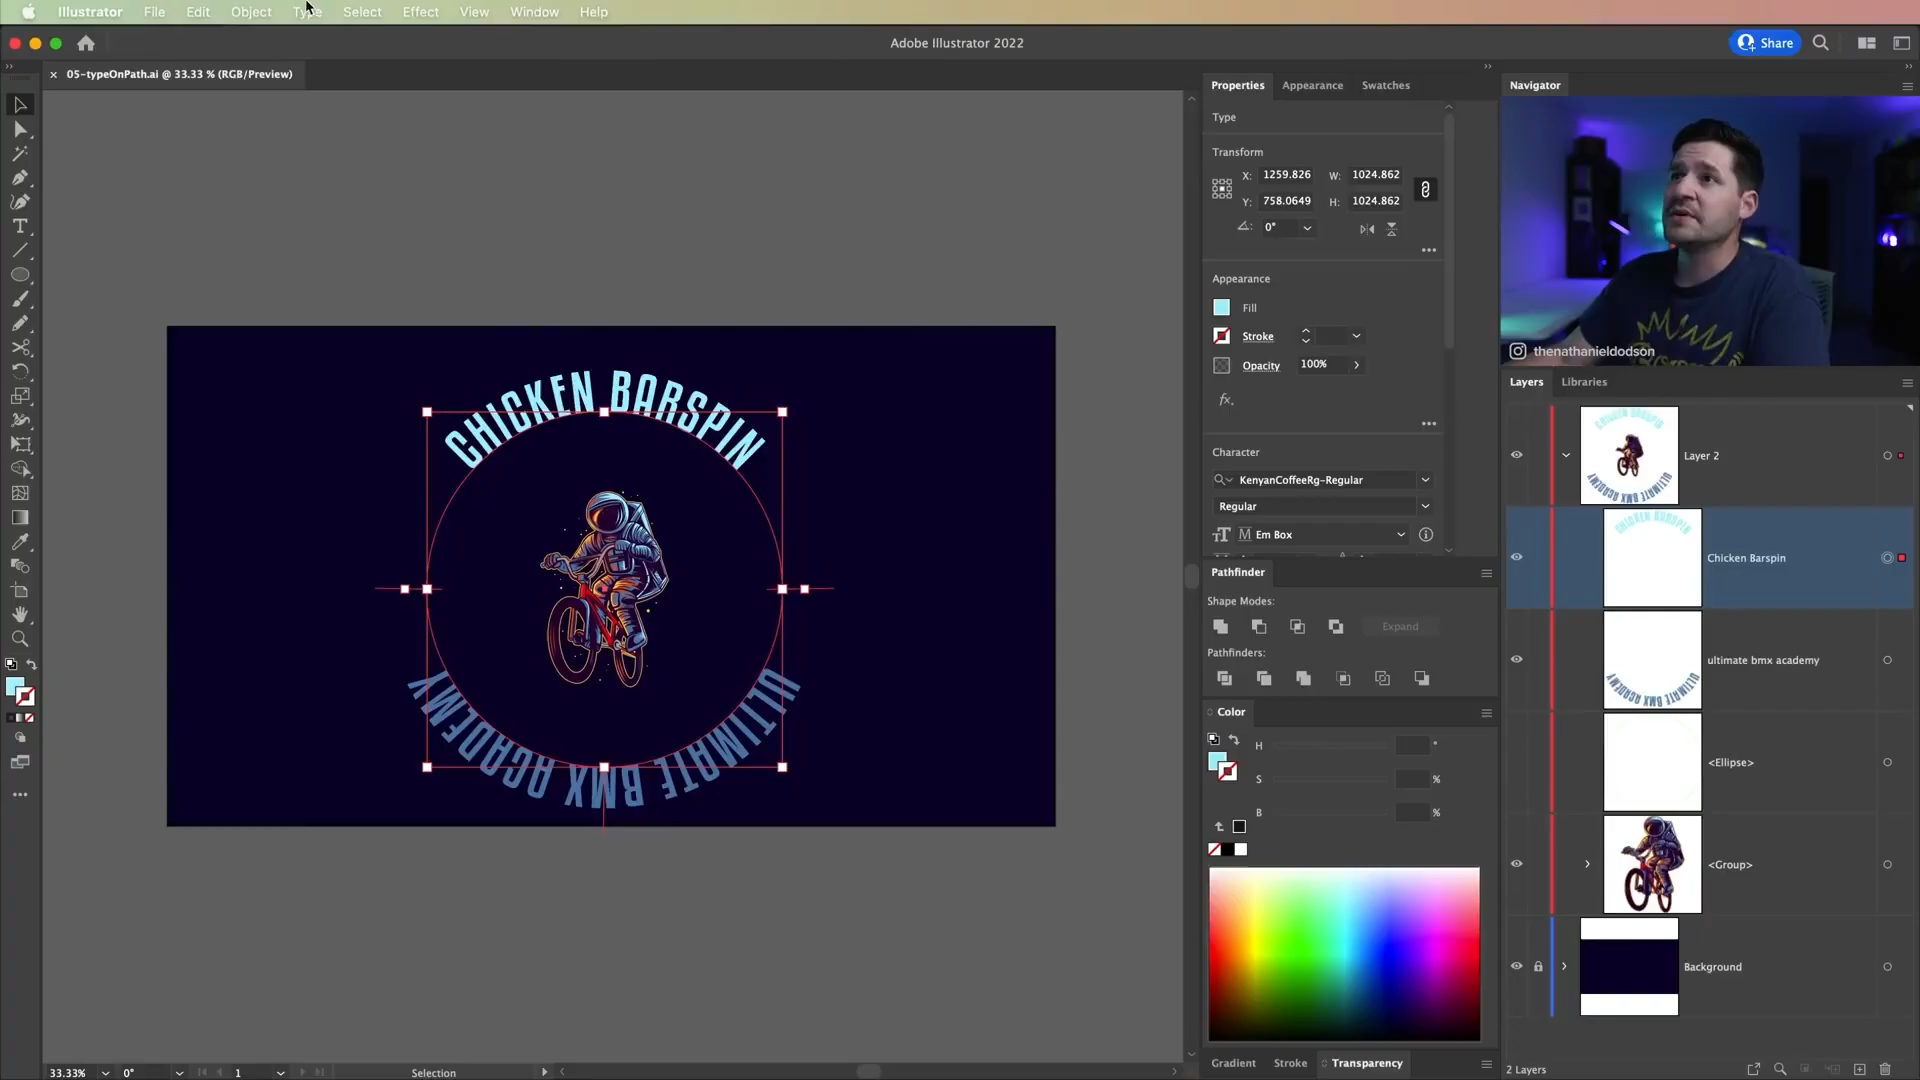 Illustrator File Edit Object Type Select Effect View Window Help
Adobe Illustrator 2022
Share
× 05-typeOnPath.ai @ 33.33 % (RGB/Preview)
CHICKEN BARSPIN
ULTIMATE BMX ACADEMY
33.33% 0° 1 Selection
Properties Appearance Swatches
Type
Transform
X: 1259.826 W: 1024.862
Y: 758.0649 H: 1024.862
0°
Appearance
Fill
Stroke
Opacity 100%
fx.
Character
KenyanCoffeeRg-Regular
Regular
Em Box
Pathfinder
Shape Modes:
Expand
Pathfinders:
Color
H °
S %
B %
Gradient Stroke Transparency
Navigator
thenathanieldodson
Layers Libraries
Layer 2
Chicken Barspin
ultimate bmx academy
<Ellipse>
<Group>
Background
2 Layers